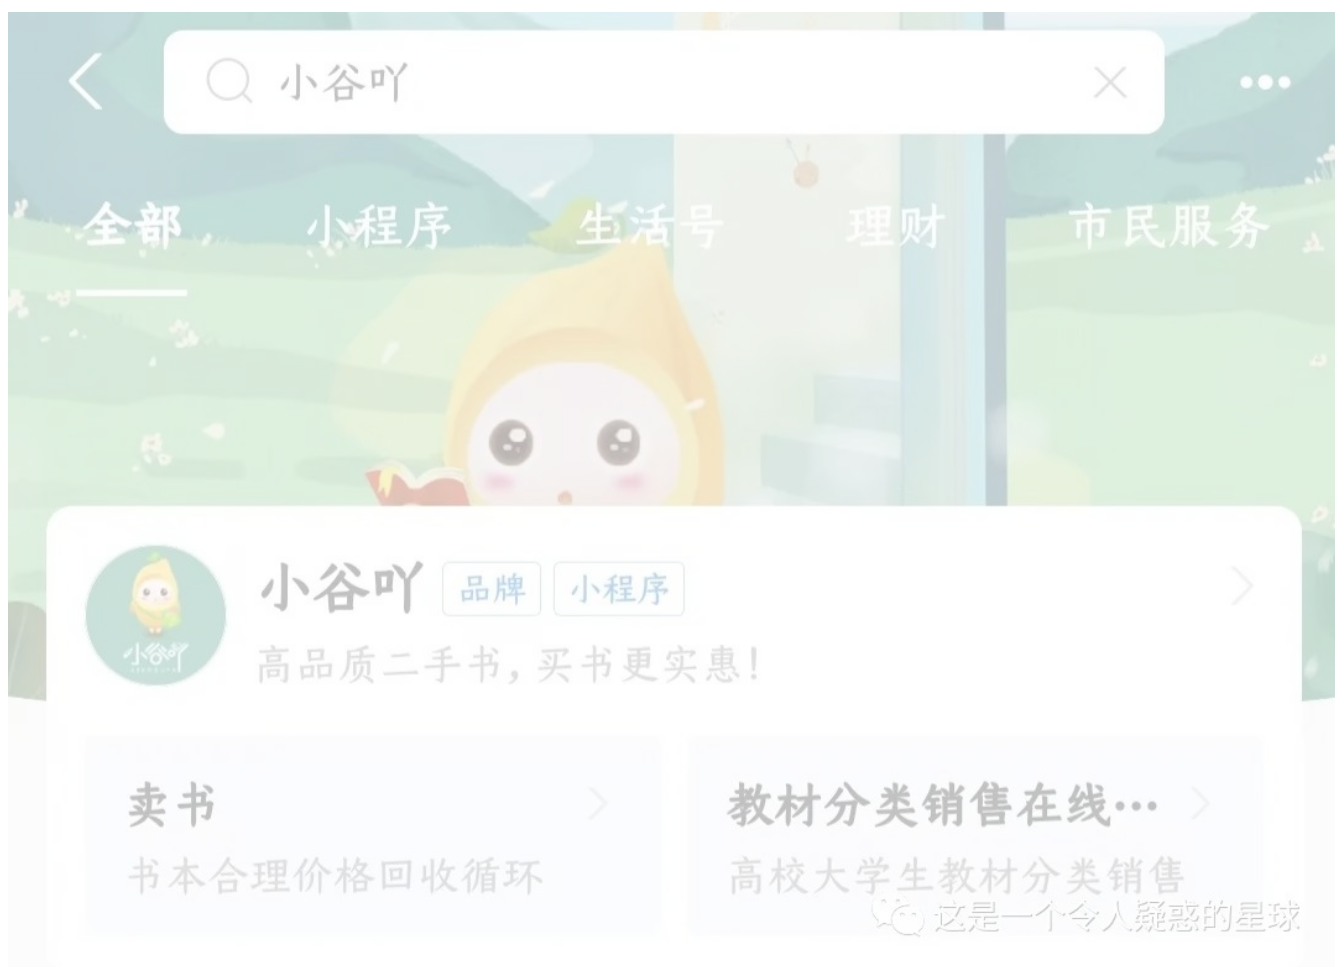 小谷吖
全部 小程序 生活号 理财 市民服务
小谷吖 品牌 小程序
高品质二手书,买书更实惠!
小谷吖
卖书
书本合理价格回收循环
教材分类销售在线···
高校大学生教材分类销售
这是一个令人疑惑的星球